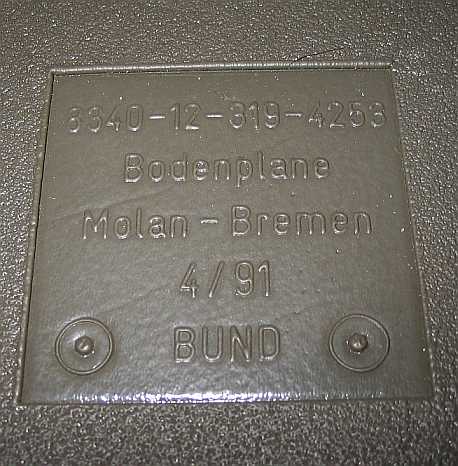 8340-12-319-4253
Bodenplane
Molan-Bremen
4/91
BUND